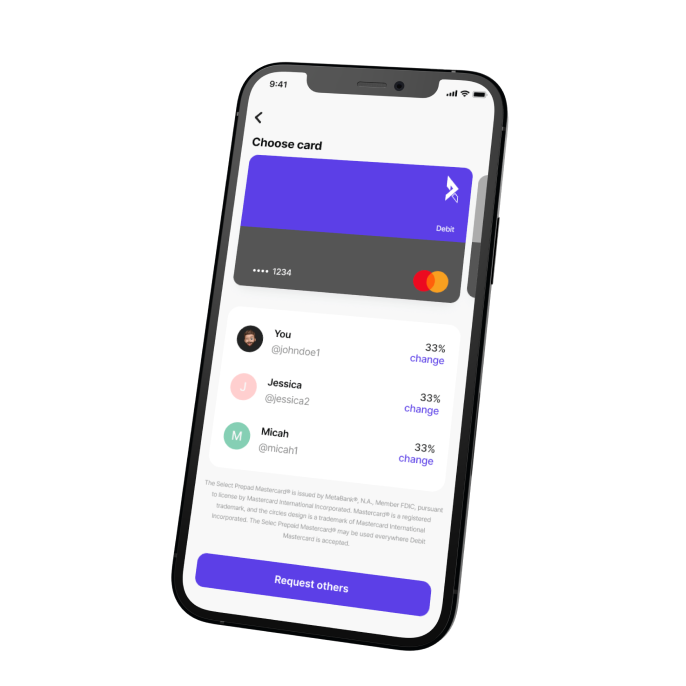 9:41
Choose card
Debit
•••• 1234
You
@johndoe1
33%
change
J
Jessica
@jessica2
33%
change
M
Micah
@micah1
33%
change
The Select Prepaid Mastercard® is issued by MetaBank®, N.A., Member FDIC, pursuant
to license by Mastercard International Incorporated. Mastercard® is a registered
trademark, and the circles design is a trademark of Mastercard International
Incorporated. The Selec Prepaid Mastercard® may be used everywhere Debit
Mastercard is accepted.
Request others